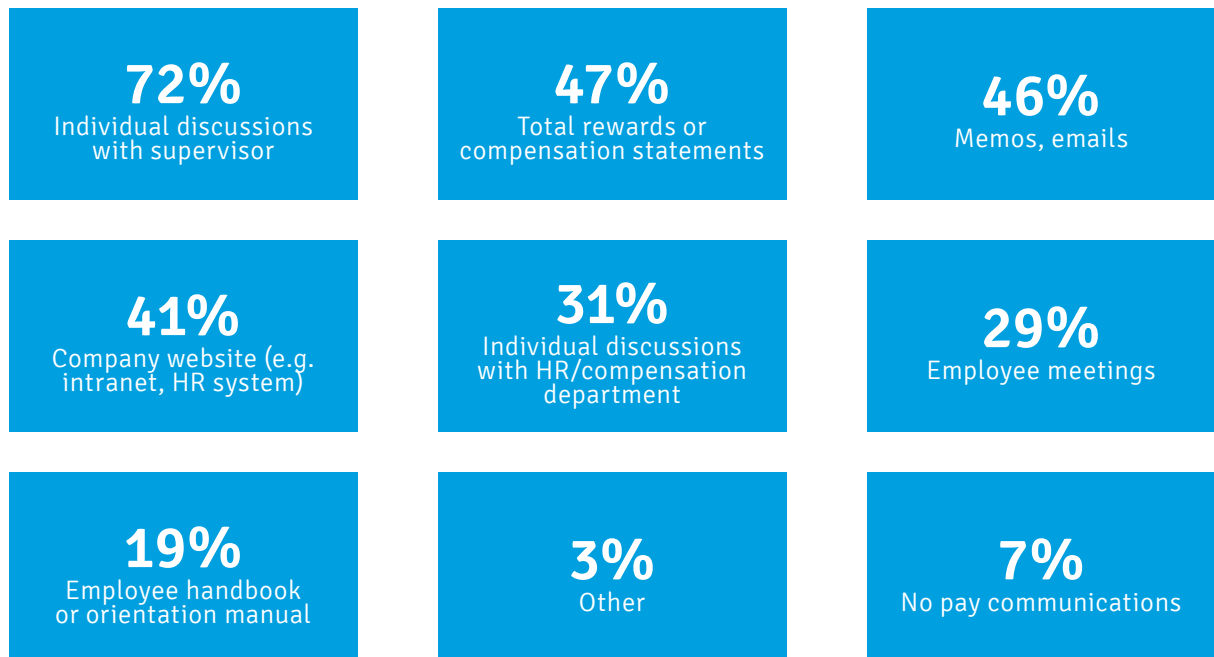 72%
Individual discussions
with supervisor
47%
Total rewards or
compensation statements
46%
Memos, emails
41%
Company website (e.g.
intranet, HR system)
31%
Individual discussions
with HR/compensation
department
29%
Employee meetings
19%
Employee handbook
or orientation manual
3%
Other
7%
No pay communications